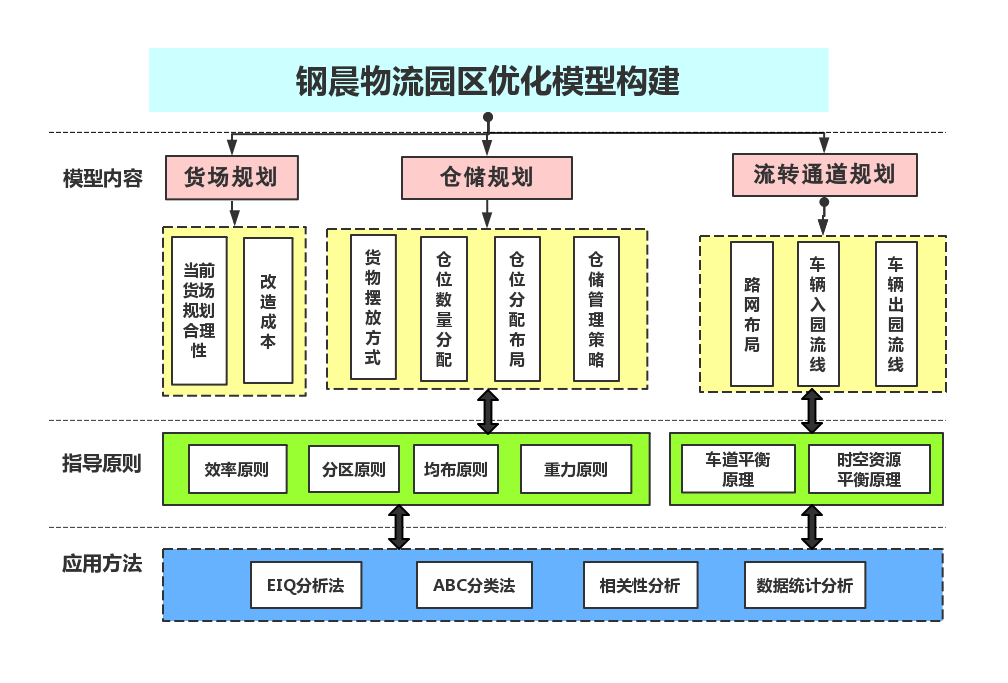 钢晨物流园区优化模型构建
模型内容
货场规划
仓储规划
流转通道规划
当前
货场
规划
合理
性
改造成本
货物摆放方式
仓位数量分配
仓位分配布局
仓储管理策略
路网布局
车辆入园流线
车辆出园流线
指导原则
效率原则
分区原则
均布原则
重力原则
车道平衡
原理
时空资源
平衡原理
应用方法
EIQ分析法
ABC分类法
相关性分析
数据统计分析